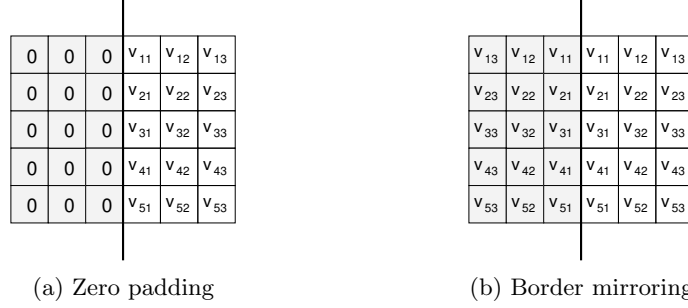 0 0 0 v11 v12 v13 v13 v12 v11 v11 v12 v13
0 0 0 v21 v22 v23 v23 v22 v21 v21 v22 v23
0 0 0 v31 v32 v33 v33 v32 v31 v31 v32 v33
0 0 0 v41 v42 v43 v43 v42 v41 v41 v42 v43
0 0 0 v51 v52 v53 v53 v52 v51 v51 v52 v53
(a) Zero padding (b) Border mirroring